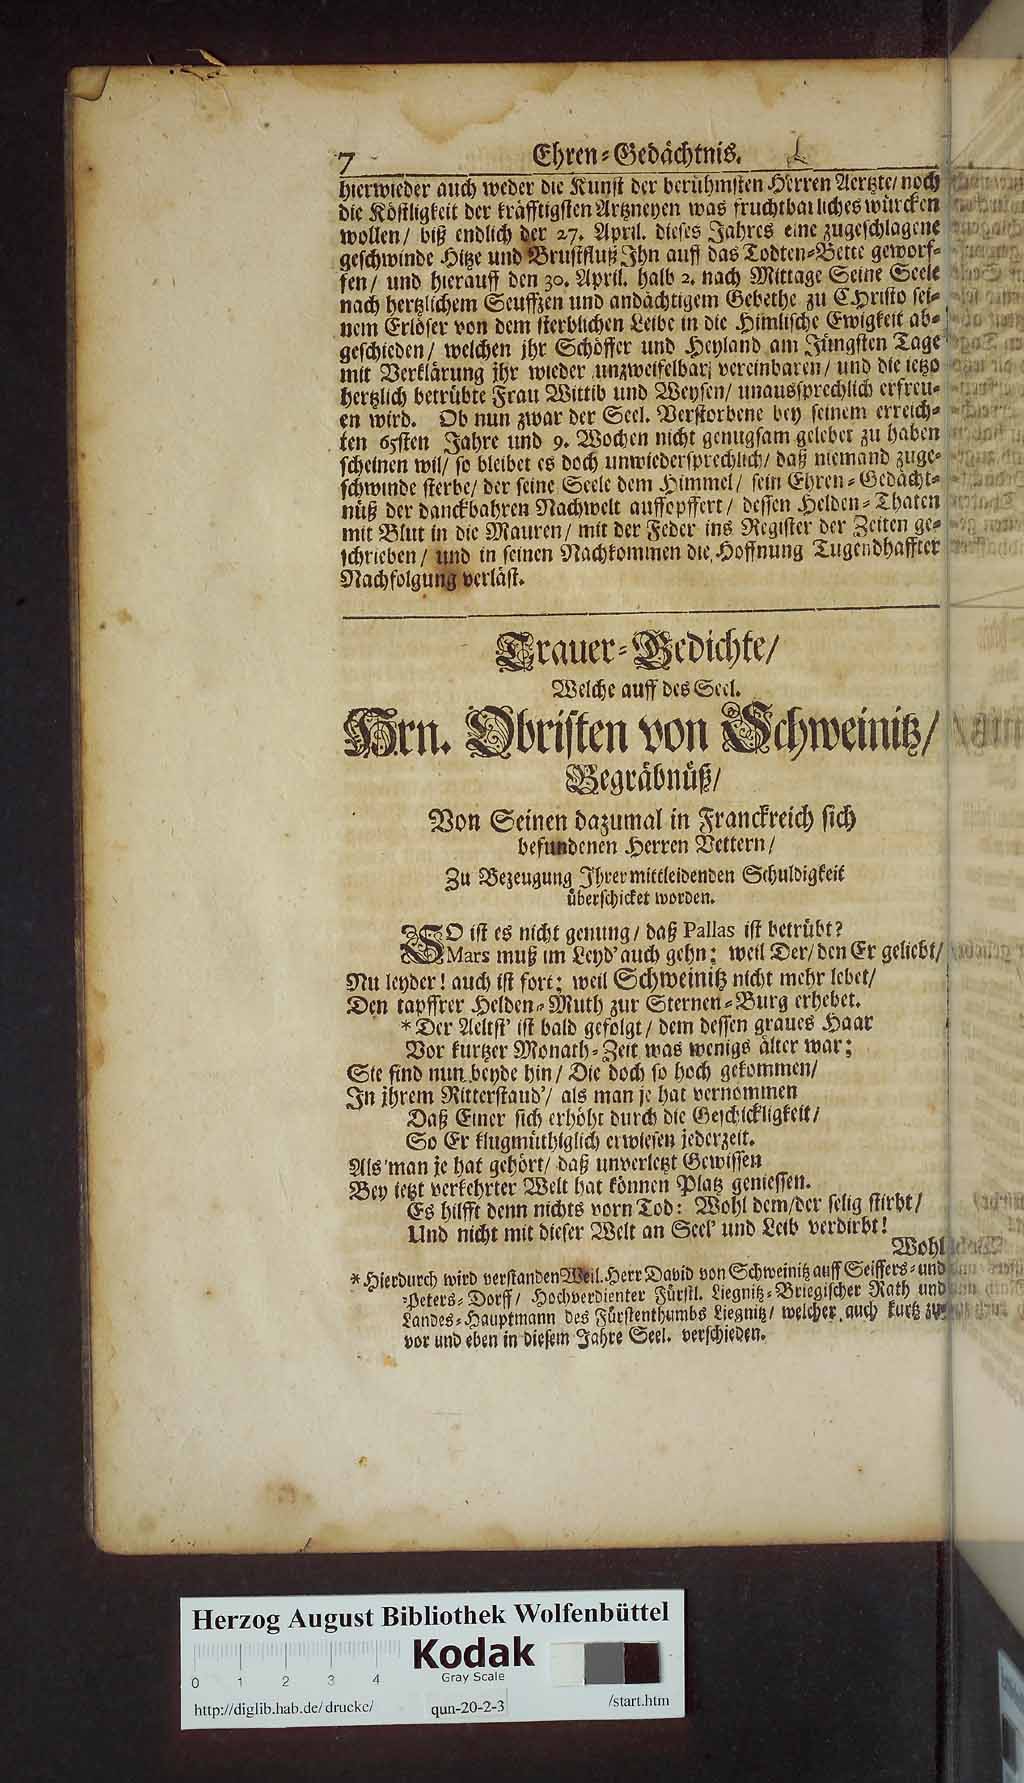 7 Ehren-Gedächtnis.
hierwieder auch weder die Kunst der berühmsten Herren Aertzte/ noch
die Köstligkeit der kräfftigsten Artzneyen was fruchtbarliches würcken
wollen/ biß endlich der 27. April. dieses Jahres eine zugeschlagene
geschwinde Hitze und Brustfluß Jhn auff das Todten-Bette geworf-
fen/ und hierauff den 30. April. halb 2. nach Mittage Seine Seele
nach hertzlichem Seuffzen und andächtigem Gebethe zu CHristo sei-
nem Erlöser von dem sterblichen Leibe in die Himlische Ewigkeit ab-
geschieden/ welchen jhr Schöffer und Heyland am Jüngsten Tage
mit Verklärung jhr wieder unzweifelbar vereinbaren/ und die ietzo
hertzlich betrübte Frau Wittib und Weysen/ unaussprechlich erfreu-
en wird. Ob nun zwar der Seel. Verstorbene bey seinem erreich-
ten 65sten Jahre und 9. Wochen nicht genugsam gelebet zu haben
scheinen wil/ so bleibet es doch unwiedersprechlich/ daß niemand zuge-
schwinde sterbe/ der seine Seele dem Himmel/ sein Ehren-Gedächt-
nüß der danckbahren Nachwelt auffopffert/ dessen Helden-Thaten
mit Blut in die Mauren/ mit der Feder ins Register der Zeiten ge-
schrieben/ und in seinen Nachkommen die Hoffnung Tugendhaffter
Nachfolgung verläst.
Trauer-Gedichte/
Welche auff des Seel.
Hrn. Obristen von Schweinitz/
Begräbnüß/
Von Seinen dazumal in Franckreich sich
befundenen Herren Vettern/
Zu Bezeugung Jhrer mittleidenden Schuldigkeit
überschicket worden.
SO ist es nicht genung/ daß Pallas ist betrübt?
Mars muß im Leyd' auch gehn; weil Der/ den Er geliebt/
Nu leyder! auch ist fort; weil Schweinitz nicht mehr lebet/
Den tapffrer Helden-Muth zur Sternen-Burg erhebet.
* Der Aeltst' ist bald gefolgt/ dem dessen graues Haar
Vor kurtzer Monath-Zeit was wenigs älter war;
Sie sind nun beyde hin/ Die doch so hoch gekommen/
Jn jhrem Ritterstand'/ als man je hat vernommen
Daß Einer sich erhöht durch die Geschickligkeit/
So Er klugmüthiglich erwiesen jederzeit.
Als man je hat gehört/ daß unverletzt Gewissen
Bey ietzt verkehrter Welt hat können Platz geniessen.
Es hilfft denn nichts vorn Tod: Wohl dem/ der selig stirbt/
Und nicht mit dieser Welt an Seel' und Leib verdirbt!
Wohl
* Hierdurch wird verstanden Weil. Herr David von Schweinitz auff Seiffers- und
Peters-Dorff/ Hochverdienter Fürstl. Liegnitz-Briegischer Rath und
Landes-Hauptmann des Fürstenthumbs Liegnitz/ welcher auch kurtz zu-
vor und eben in diesem Jahre Seel. verschieden.
Herzog August Bibliothek Wolfenbüttel
Kodak
Gray Scale
0 1 2 3 4
http://diglib.hab.de/drucke/ qun-20-2-3 /start.htm